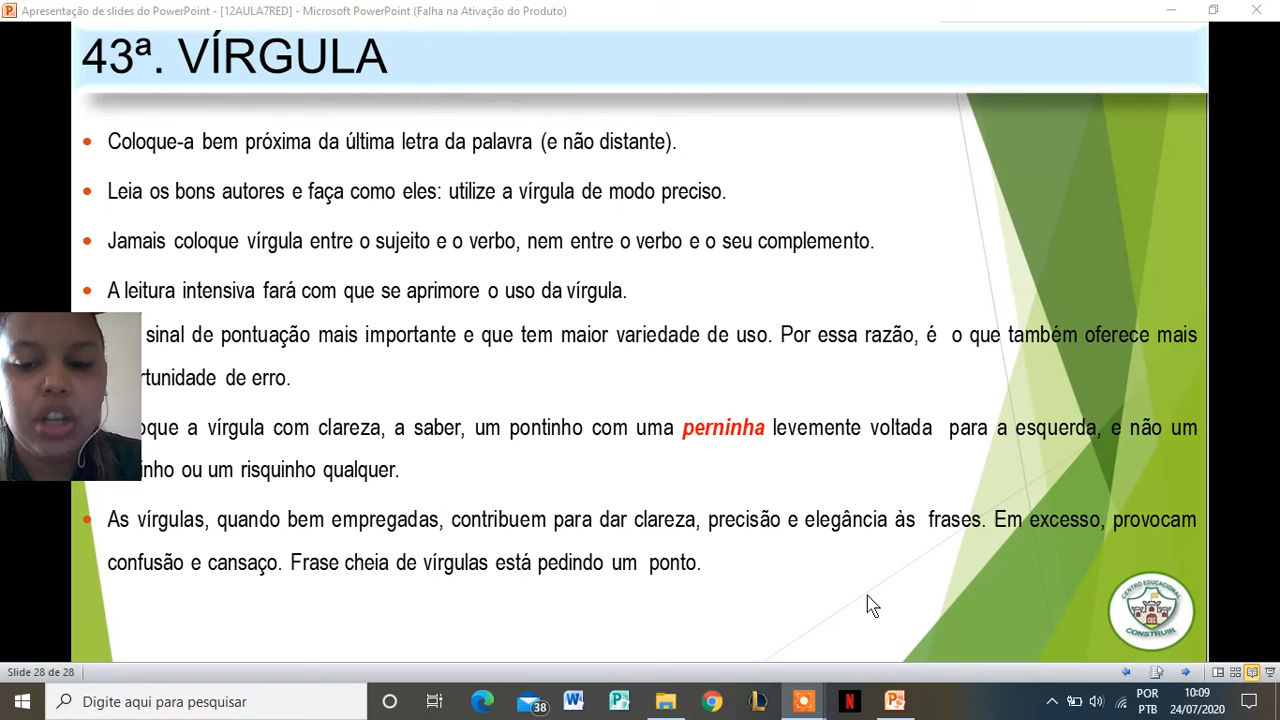 Apresentação de slides do PowerPoint - [12AULA7RED] - Microsoft PowerPoint (Falha na Ativação do Produto)
43ª. VÍRGULA
Coloque-a bem próxima da última letra da palavra (e não distante).
Leia os bons autores e faça como eles: utilize a vírgula de modo preciso.
Jamais coloque vírgula entre o sujeito e o verbo, nem entre o verbo e o seu complemento.
A leitura intensiva fará com que se aprimore o uso da vírgula.
sinal de pontuação mais importante e que tem maior variedade de uso. Por essa razão, é o que também oferece mais
rtunidade de erro.
oque a vírgula com clareza, a saber, um pontinho com uma perninha levemente voltada para a esquerda, e não um
inho ou um risquinho qualquer.
As vírgulas, quando bem empregadas, contribuem para dar clareza, precisão e elegância às frases. Em excesso, provocam
confusão e cansaço. Frase cheia de vírgulas está pedindo um ponto.
CENTRO EDUCACIONAL
CEC
CONSTRUIR
Slide 28 de 28
Digite aqui para pesquisar
38
POR
PTB
10:09
24/07/2020